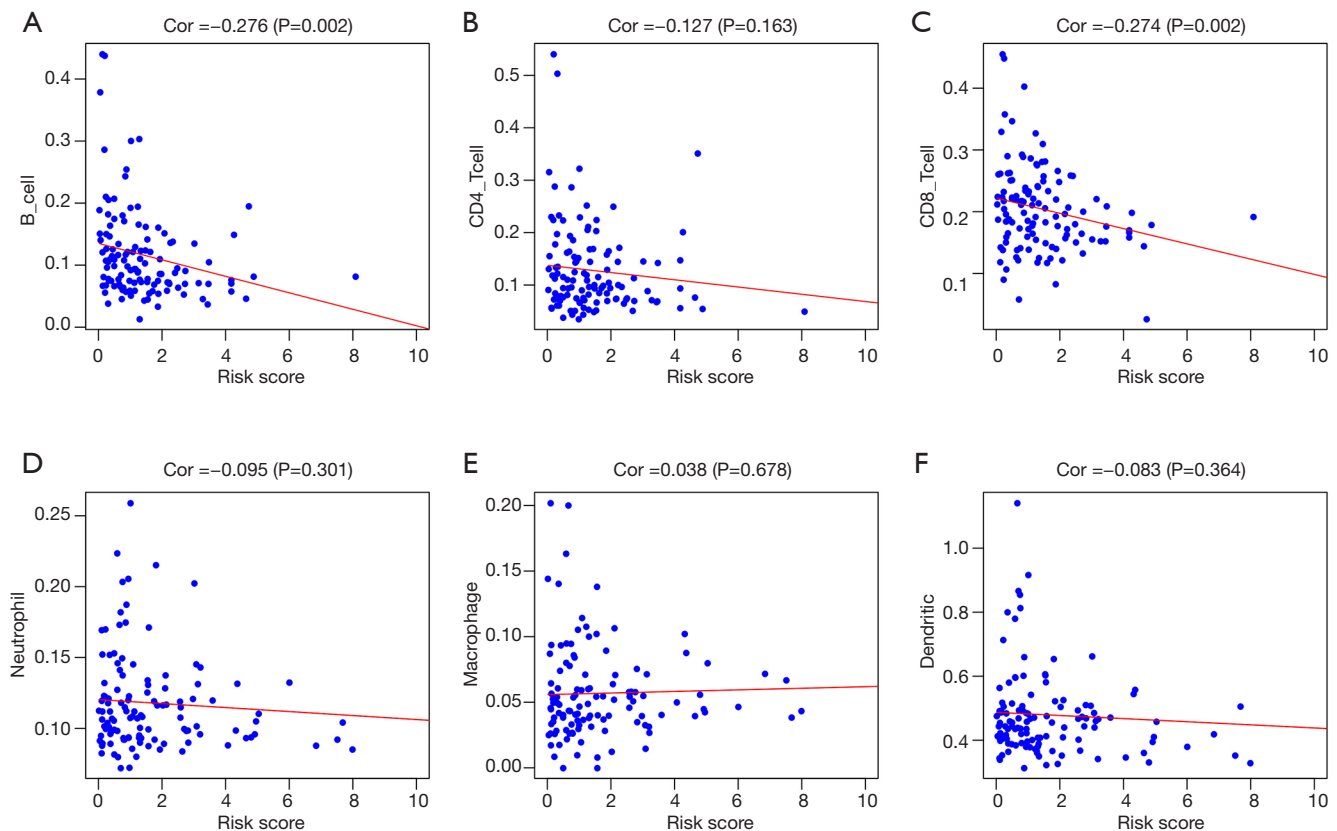 A
Cor =−0.276 (P=0.002)
B_cell
0.4
0.3
0.2
0.1
0.0
0 2 4 6 8 10
Risk score
B
Cor =−0.127 (P=0.163)
CD4_Tcell
0.5
0.4
0.3
0.2
0.1
0 2 4 6 8 10
Risk score
C
Cor =−0.274 (P=0.002)
CD8_Tcell
0.4
0.3
0.2
0.1
0 2 4 6 8 10
Risk score
D
Cor =−0.095 (P=0.301)
Neutrophil
0.25
0.20
0.15
0.10
0 2 4 6 8 10
Risk score
E
Cor =0.038 (P=0.678)
Macrophage
0.20
0.15
0.10
0.05
0.00
0 2 4 6 8 10
Risk score
F
Cor =−0.083 (P=0.364)
Dendritic
1.0
0.8
0.6
0.4
0 2 4 6 8 10
Risk score